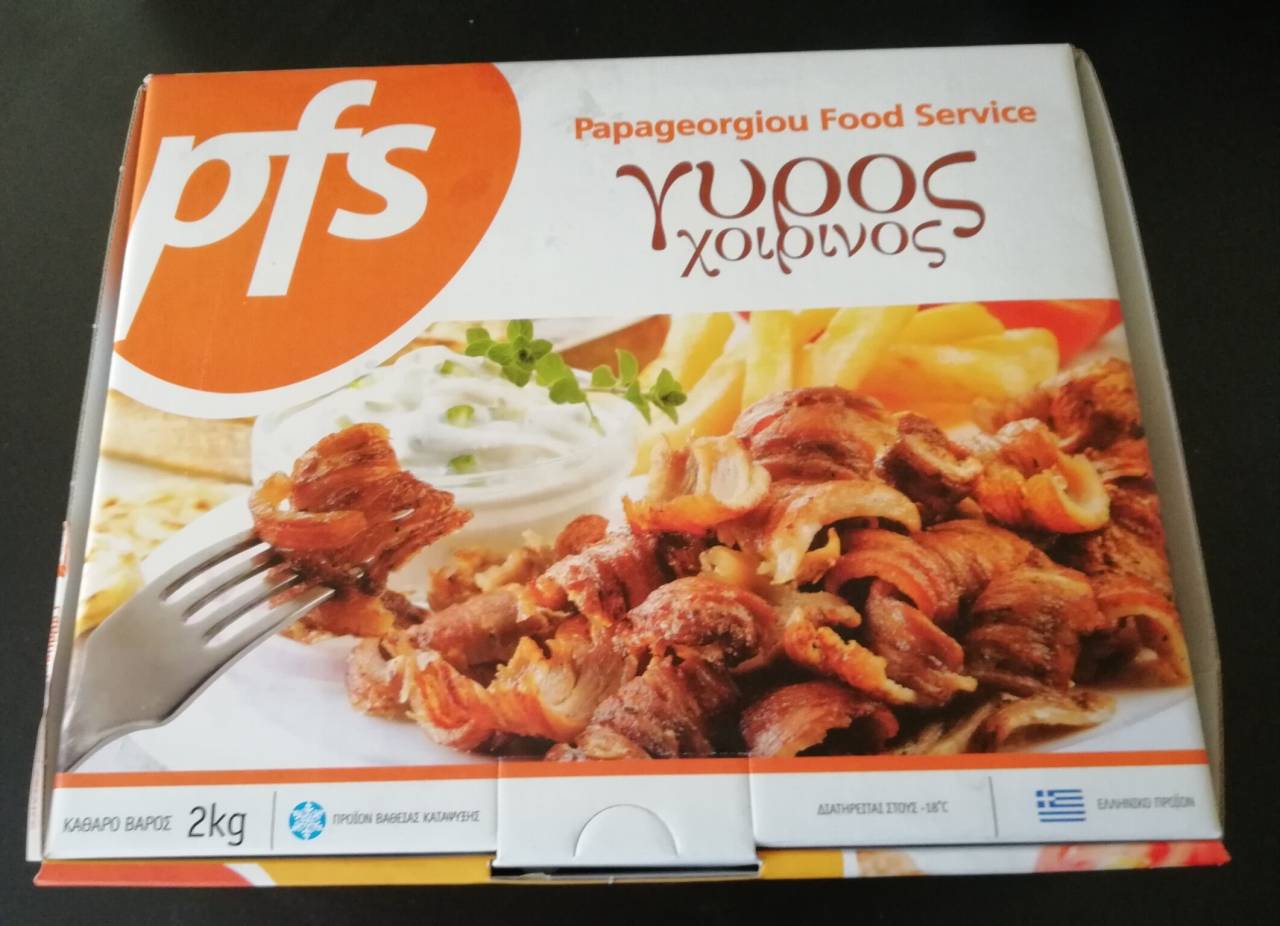 pfs
Papageorgiou Food Service
γυρος
χοιρινος
ΚΑΘΑΡΟ ΒΑΡΟΣ 2kg
ΠΡΟΪΟΝ ΒΑΘΕΙΑΣ ΚΑΤΑΨΥΞΗΣ
ΔΙΑΤΗΡΕΙΤΑΙ ΣΤΟΥΣ -18°C
ΕΛΛΗΝΙΚΟ ΠΡΟΪΟΝ